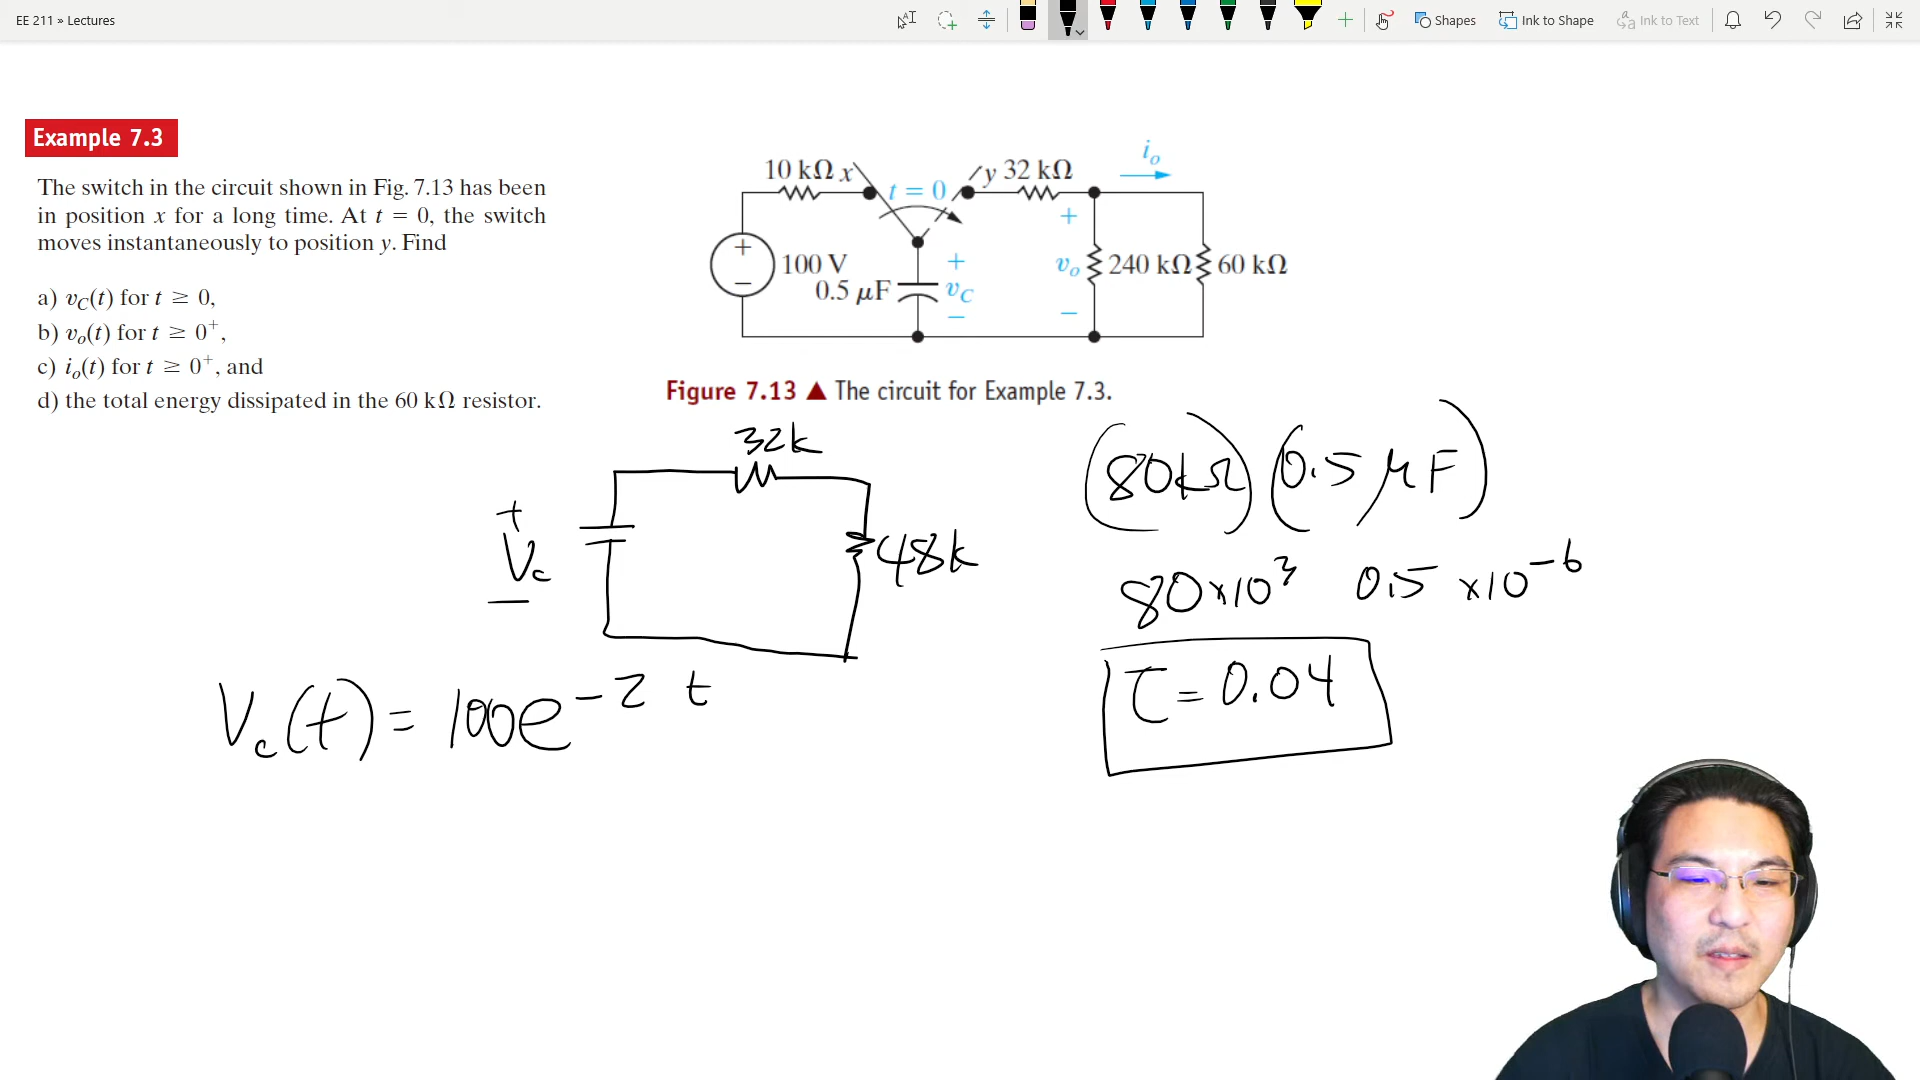 EE 211 » Lectures
Shapes
Ink to Shape
Ink to Text
Example 7.3
The switch in the circuit shown in Fig. 7.13 has been
in position x for a long time. At t = 0, the switch
moves instantaneously to position y. Find
a) vC(t) for t ≥ 0,
b) vo(t) for t ≥ 0+,
c) io(t) for t ≥ 0+, and
d) the total energy dissipated in the 60 kΩ resistor.
10 kΩ x
t = 0
y 32 kΩ
io
+
−
100 V
0.5 μF
+
vC
−
+
vo
−
240 kΩ
60 kΩ
Figure 7.13 ▲ The circuit for Example 7.3.
32k
+
Vc
−
48k
(80kΩ)(0.5μF)
80×10³ 0.5 ×10⁻⁶
τ = 0.04
Vc(t) = 100e⁻² t